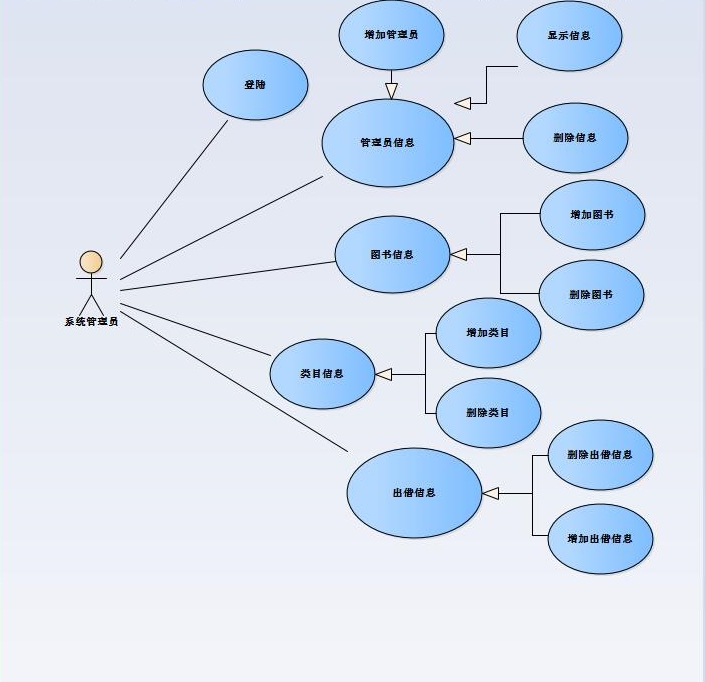 增加管理员
显示信息
登陆
管理员信息
删除信息
增加图书
图书信息
删除图书
系统管理员
增加类目
类目信息
删除类目
删除出借信息
出借信息
增加出借信息